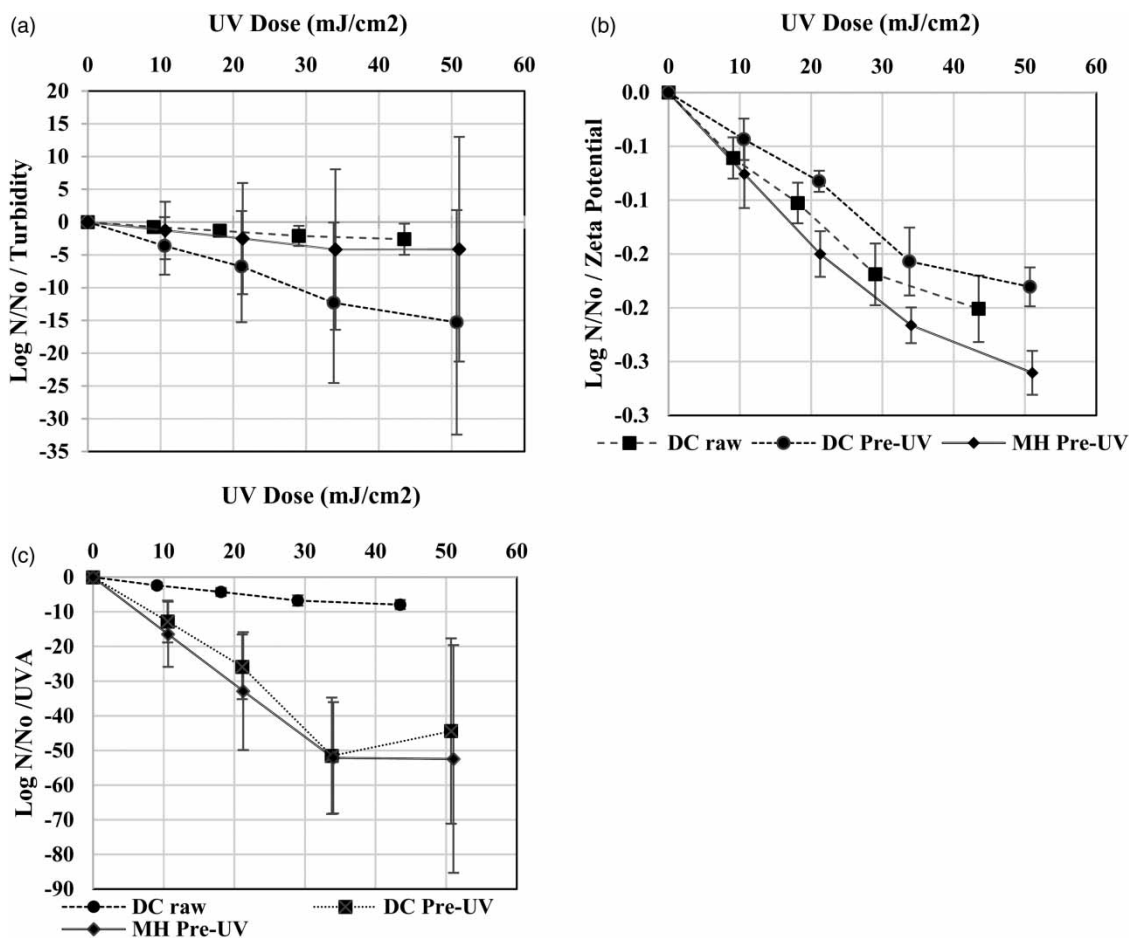 (a)
UV Dose (mJ/cm2)
0 10 20 30 40 50 60
20
15
10
5
0
-5
-10
-15
-20
-25
-30
-35
Log N/No / Turbidity
(b)
UV Dose (mJ/cm2)
0 10 20 30 40 50 60
0.0
-0.1
-0.1
-0.2
-0.2
-0.3
-0.3
Log N/No / Zeta Potential
DC raw DC Pre-UV MH Pre-UV
(c)
UV Dose (mJ/cm2)
0 10 20 30 40 50 60
0
-10
-20
-30
-40
-50
-60
-70
-80
-90
Log N/No /UVA
DC raw DC Pre-UV
MH Pre-UV